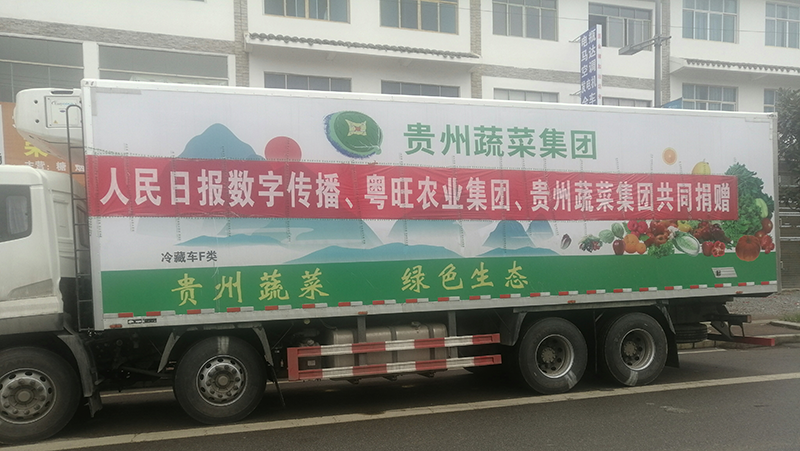 贵州蔬菜集团
人民日报数字传播、粤旺农业集团、贵州蔬菜集团共同捐赠
冷藏车F类
贵州蔬菜 绿色生态